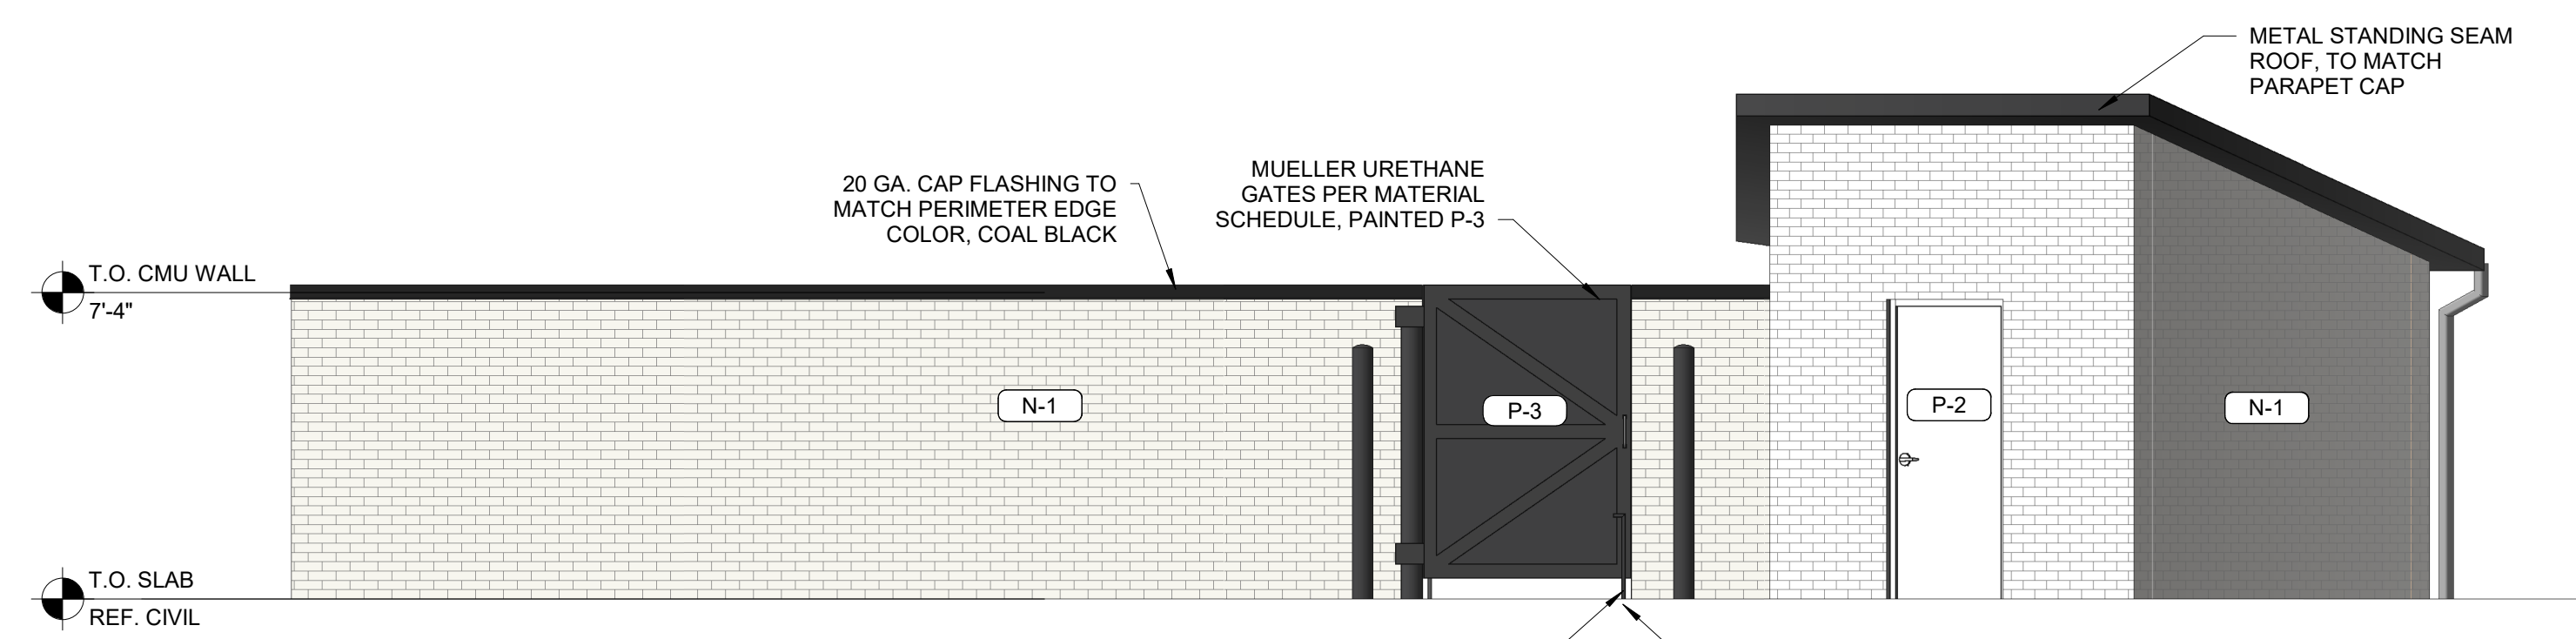 METAL STANDING SEAM
ROOF, TO MATCH
PARAPET CAP
MUELLER URETHANE
GATES PER MATERIAL
SCHEDULE, PAINTED P-3
20 GA. CAP FLASHING TO
MATCH PERIMETER EDGE
COLOR, COAL BLACK
T.O. CMU WALL
7'-4"
N-1
P-3
P-2
N-1
T.O. SLAB
REF. CIVIL